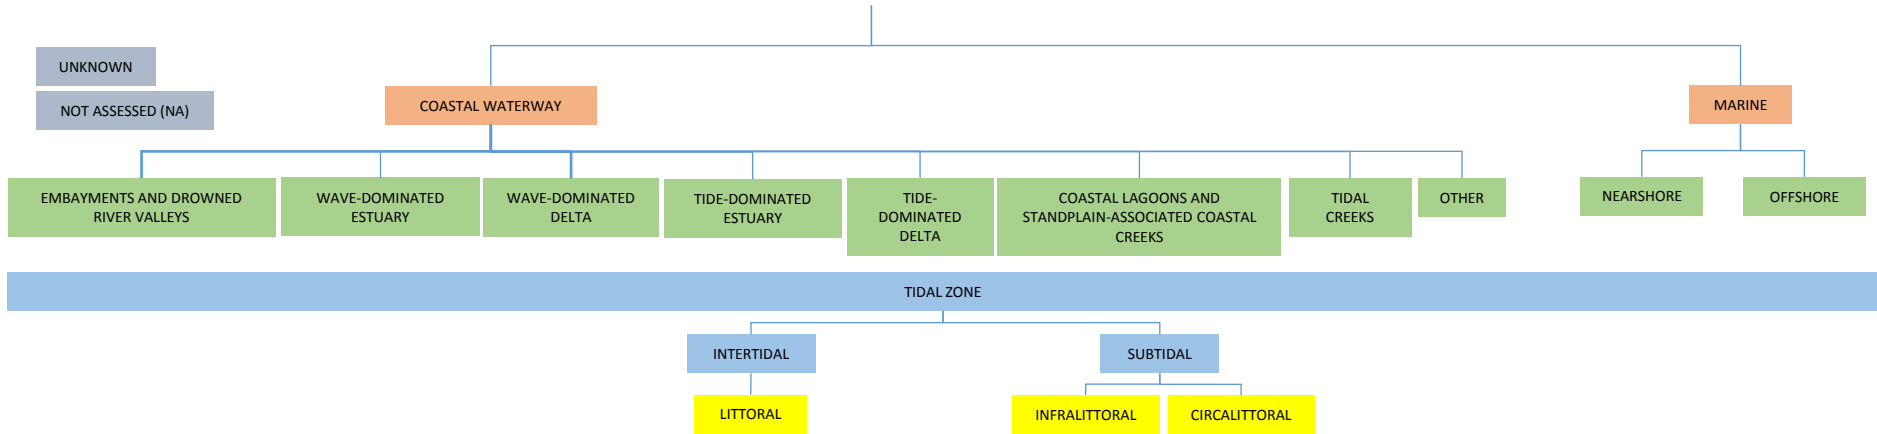 UNKNOWN
NOT ASSESSED (NA)
COASTAL WATERWAY
MARINE
EMBAYMENTS AND DROWNED
RIVER VALLEYS
WAVE-DOMINATED
ESTUARY
WAVE-DOMINATED
DELTA
TIDE-DOMINATED
ESTUARY
TIDE-
DOMINATED
DELTA
COASTAL LAGOONS AND
STANDPLAIN-ASSOCIATED COASTAL
CREEKS
TIDAL
CREEKS
OTHER
NEARSHORE
OFFSHORE
TIDAL ZONE
INTERTIDAL
SUBTIDAL
LITTORAL
INFRALITTORAL
CIRCALITTORAL